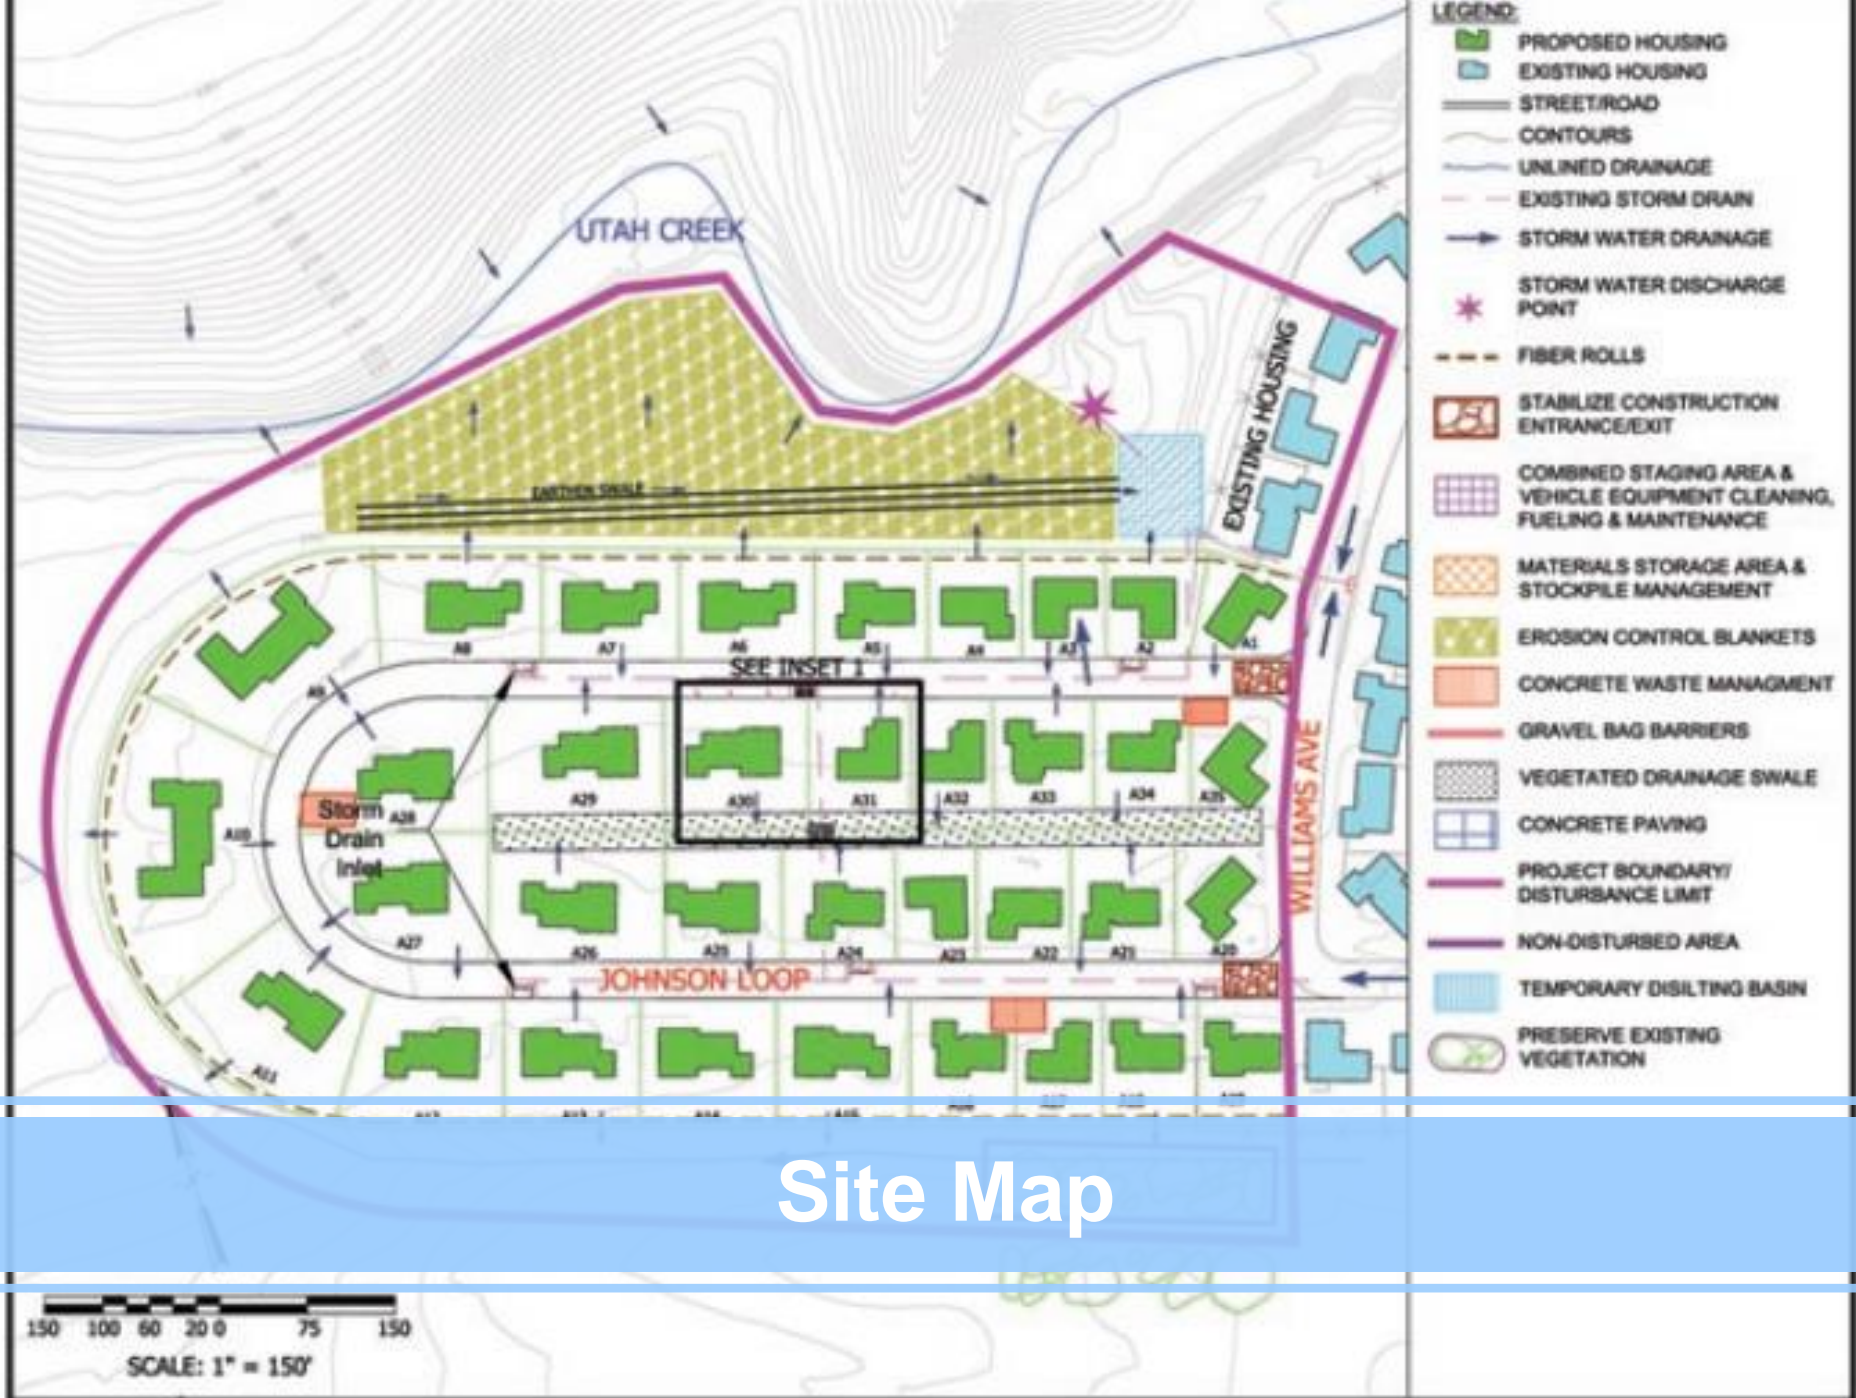 LEGEND:
PROPOSED HOUSING
EXISTING HOUSING
STREET/ROAD
CONTOURS
UNLINED DRAINAGE
EXISTING STORM DRAIN
STORM WATER DRAINAGE
STORM WATER DISCHARGE
POINT
FIBER ROLLS
STABILIZE CONSTRUCTION
ENTRANCE/EXIT
COMBINED STAGING AREA &
VEHICLE EQUIPMENT CLEANING,
FUELING & MAINTENANCE
MATERIALS STORAGE AREA &
STOCKPILE MANAGEMENT
EROSION CONTROL BLANKETS
CONCRETE WASTE MANAGMENT
GRAVEL BAG BARRIERS
VEGETATED DRAINAGE SWALE
CONCRETE PAVING
PROJECT BOUNDARY/
DISTURBANCE LIMIT
NON-DISTURBED AREA
TEMPORARY DISILTING BASIN
PRESERVE EXISTING
VEGETATION
UTAH CREEK
EXISTING HOUSING
EARTHEN SWALE
A8
A7
A6
A5
A4
A3
A2
A1
SEE INSET 1
A9
A10
A11
Storm
Drain
Inlet
A28
A29
A30
A31
A32
A33
A34
A35
WILLIAMS AVE
A27
A26
A25
A24
A23
A22
A21
A20
JOHNSON LOOP
Site Map
150 100 60 20 0 75 150
SCALE: 1" = 150'